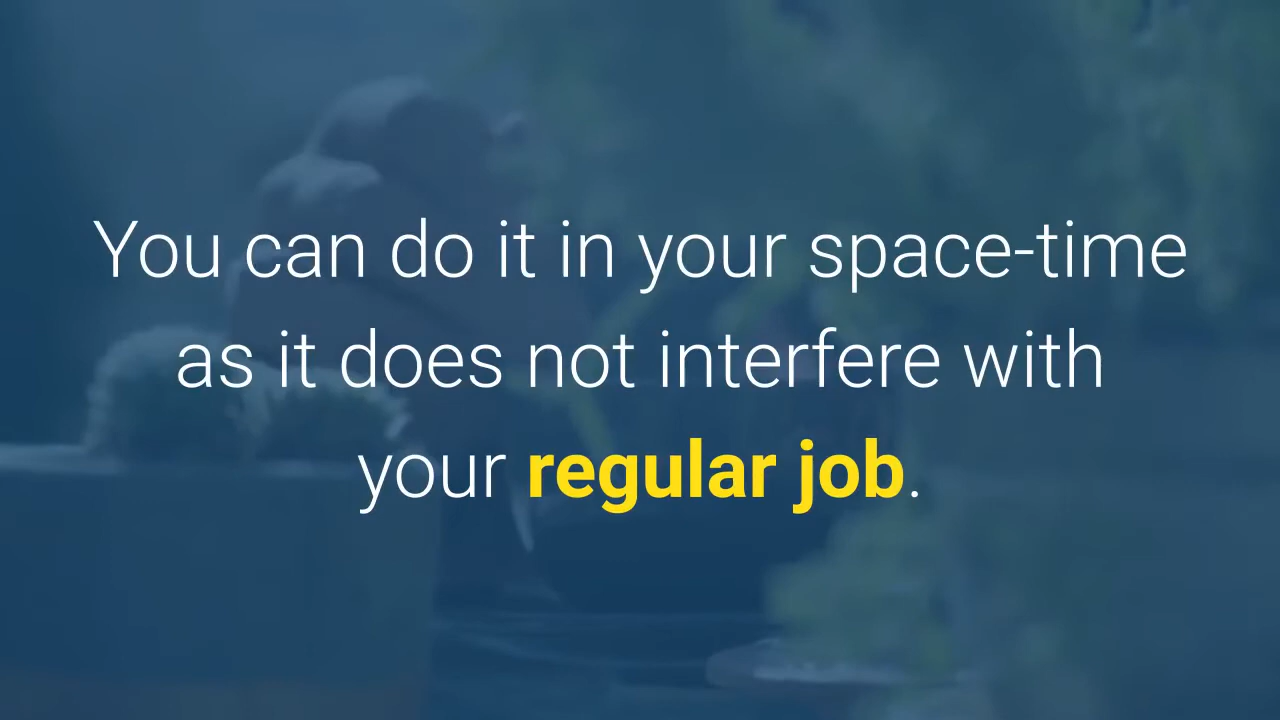 You can do it in your space-time
as it does not interfere with
your regular job.